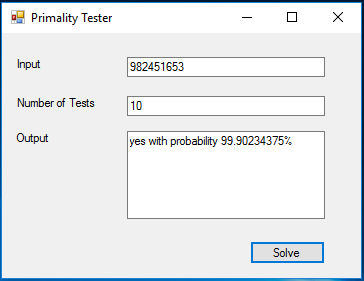 Primality Tester
Input
982451653
Number of Tests
10
Output
yes with probability 99.90234375%
Solve